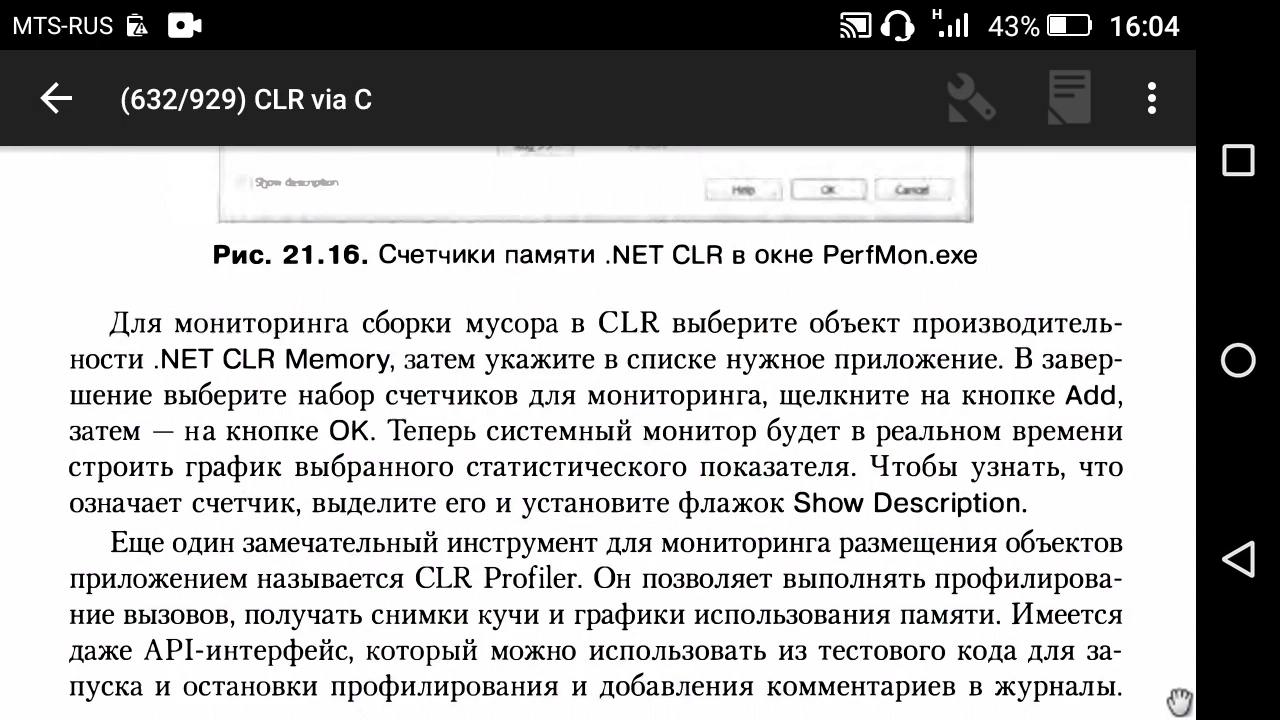 MTS-RUS H 43% 16:04
(632/929) CLR via C
Show description
Help OK Cancel
Рис. 21.16. Счетчики памяти .NET CLR в окне PerfMon.exe
Для мониторинга сборки мусора в CLR выберите объект производитель-
ности .NET CLR Memory, затем укажите в списке нужное приложение. В завер-
шение выберите набор счетчиков для мониторинга, щелкните на кнопке Add,
затем — на кнопке OK. Теперь системный монитор будет в реальном времени
строить график выбранного статистического показателя. Чтобы узнать, что
означает счетчик, выделите его и установите флажок Show Description.
Еще один замечательный инструмент для мониторинга размещения объектов
приложением называется CLR Profiler. Он позволяет выполнять профилирова-
ние вызовов, получать снимки кучи и графики использования памяти. Имеется
даже API-интерфейс, который можно использовать из тестового кода для за-
пуска и остановки профилирования и добавления комментариев в журналы.